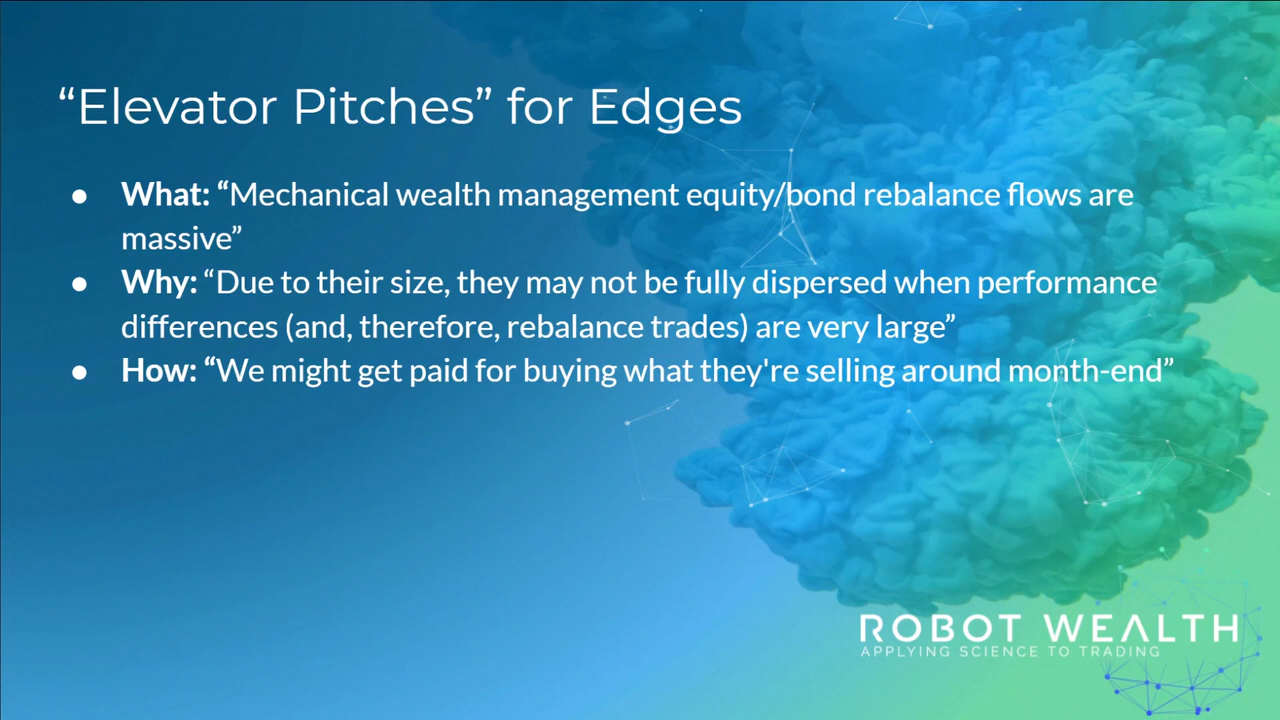 “Elevator Pitches” for Edges
● What: “Mechanical wealth management equity/bond rebalance flows are
massive”
● Why: “Due to their size, they may not be fully dispersed when performance
differences (and, therefore, rebalance trades) are very large”
● How: “We might get paid for buying what they're selling around month-end”
ROBOT WEALTH
APPLYING SCIENCE TO TRADING